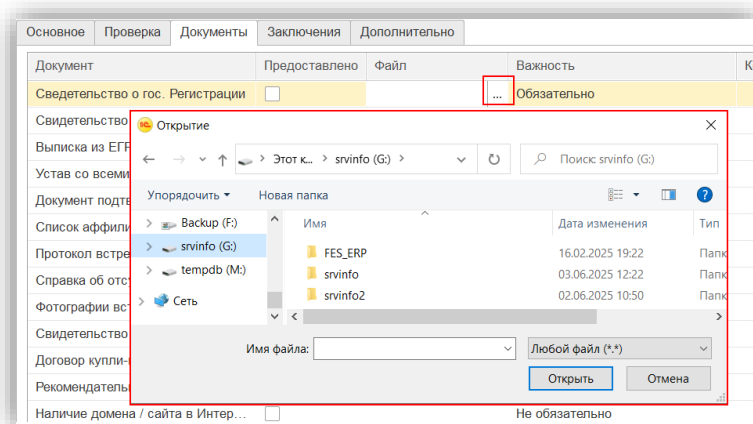 Основное Проверка Документы Заключения Дополнительно
Документ Предоставлено Файл Важность К
Сведетельство о гос. Регистрации ... Обязательно
Свидетельство
Открытие
Выписка из ЕГР
Этот к... > srvinfo (G:) >
Поиск: srvinfo (G:)
Устав со всеми
Упорядочить Новая папка
Документ подтв
Backup (F:) Имя Дата изменения Тип
Список аффили
srvinfo (G:) FES_ERP 16.02.2025 19:22 Папк
Протокол встре
tempdb (M:) srvinfo 03.06.2025 12:22 Папк
Справка об отсу
Сеть srvinfo2 02.06.2025 10:50 Папк
Фотографии вст
Свидетельство
Имя файла: Любой файл (*.*)
Договор купли-
Открыть Отмена
Рекомендатель
Наличие домена / сайта в Интер... Не обязательно